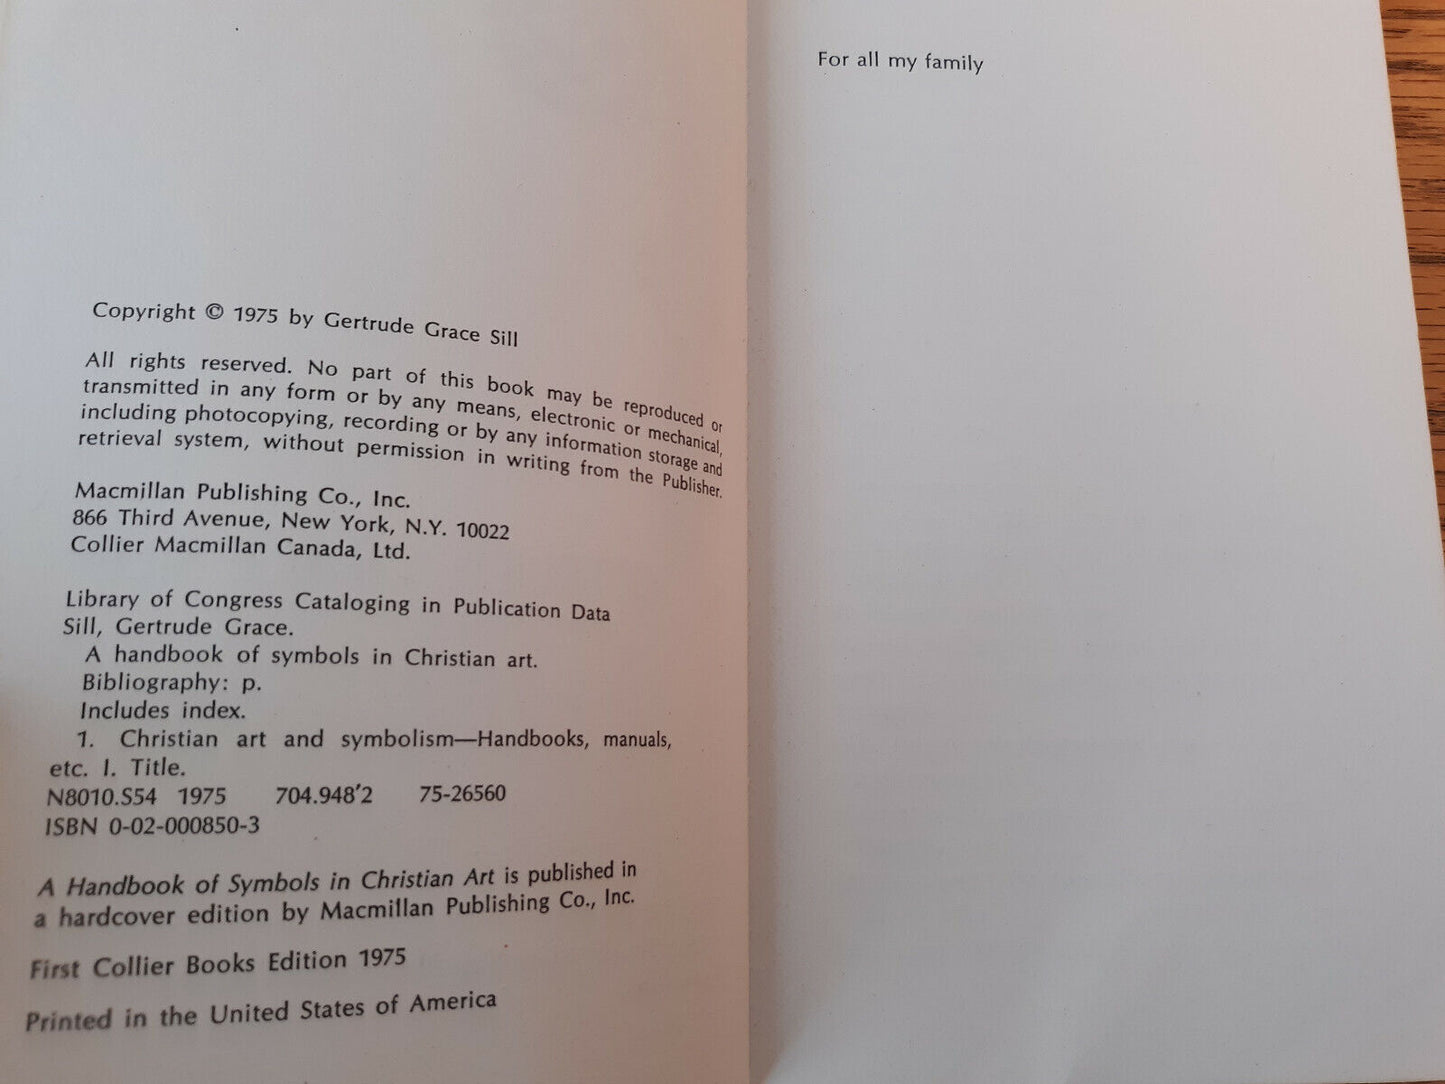 Copyright © 1975 by Gertrude Grace Sill
All rights reserved. No part of this book may be reproduced or
transmitted in any form or by any means, electronic or mechanical,
including photocopying, recording or by any information storage and
retrieval system, without permission in writing from the Publisher.
Macmillan Publishing Co., Inc.
866 Third Avenue, New York, N.Y. 10022
Collier Macmillan Canada, Ltd.
Library of Congress Cataloging in Publication Data
Sill, Gertrude Grace.
A handbook of symbols in Christian art.
Bibliography: p.
Includes index.
1. Christian art and symbolism—Handbooks, manuals,
etc. I. Title.
N8010.S54 1975 704.948′2 75-26560
ISBN 0-02-000850-3
A Handbook of Symbols in Christian Art is published in
a hardcover edition by Macmillan Publishing Co., Inc.
First Collier Books Edition 1975
Printed in the United States of America
For all my family